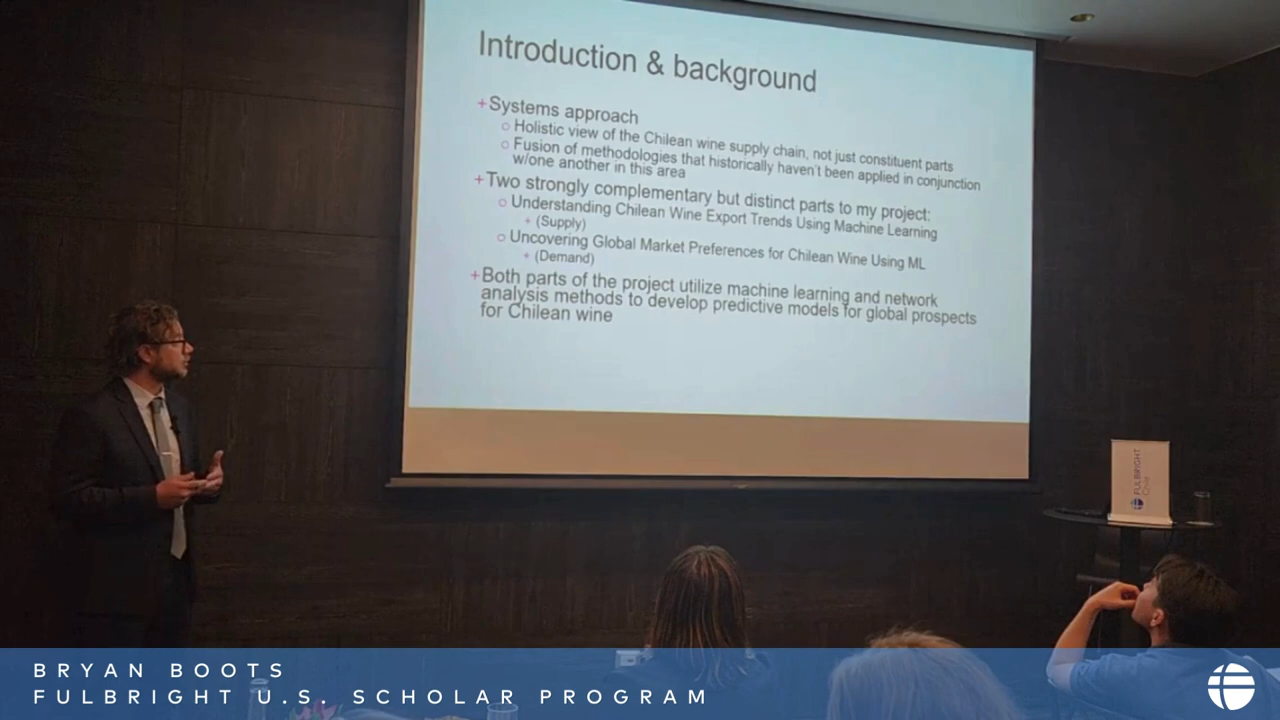 Introduction & background
+Systems approach
o Holistic view of the Chilean wine supply chain, not just constituent parts
o Fusion of methodologies that historically haven't been applied in conjunction
w/one another in this area
+Two strongly complementary but distinct parts to my project:
o Understanding Chilean Wine Export Trends Using Machine Learning
+ (Supply)
o Uncovering Global Market Preferences for Chilean Wine Using ML
+ (Demand)
+Both parts of the project utilize machine learning and network
analysis methods to develop predictive models for global prospects
for Chilean wine
FULBRIGHT
Chile
BRYAN BOOTS
FULBRIGHT U.S. SCHOLAR PROGRAM